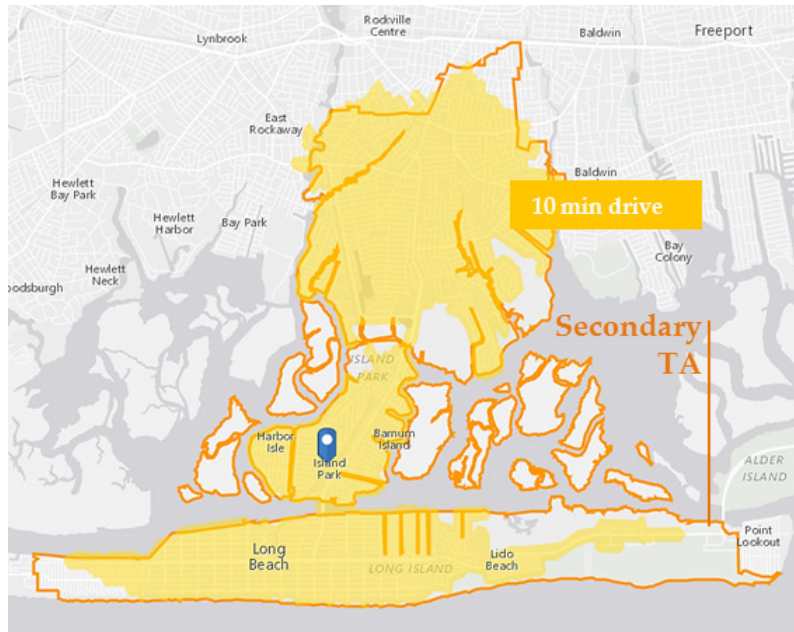 Rockville
Centre
Lynbrook
Baldwin
Freeport
East
Rockaway
Hewlett
Bay Park
Baldwin
10 min drive
Hewlett
Harbor
Bay Park
Bay
Colony
Hewlett
Neck
oodsburgh
Secondary
TA
ISLAND
PARK
Harbor
Isle
Barnum
Island
Island
Park
ALDER
ISLAND
Point
Lookout
Long
Beach
Lido
Beach
LONG ISLAND